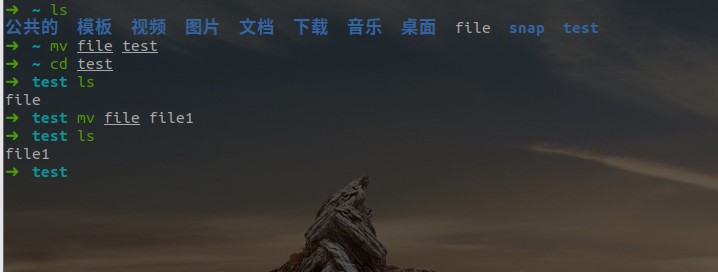 ➜ ~ ls
公共的 模板 视频 图片 文档 下载 音乐 桌面 file snap test
➜ ~ mv file test
➜ ~ cd test
➜ test ls
file
➜ test mv file file1
➜ test ls
file1
➜ test